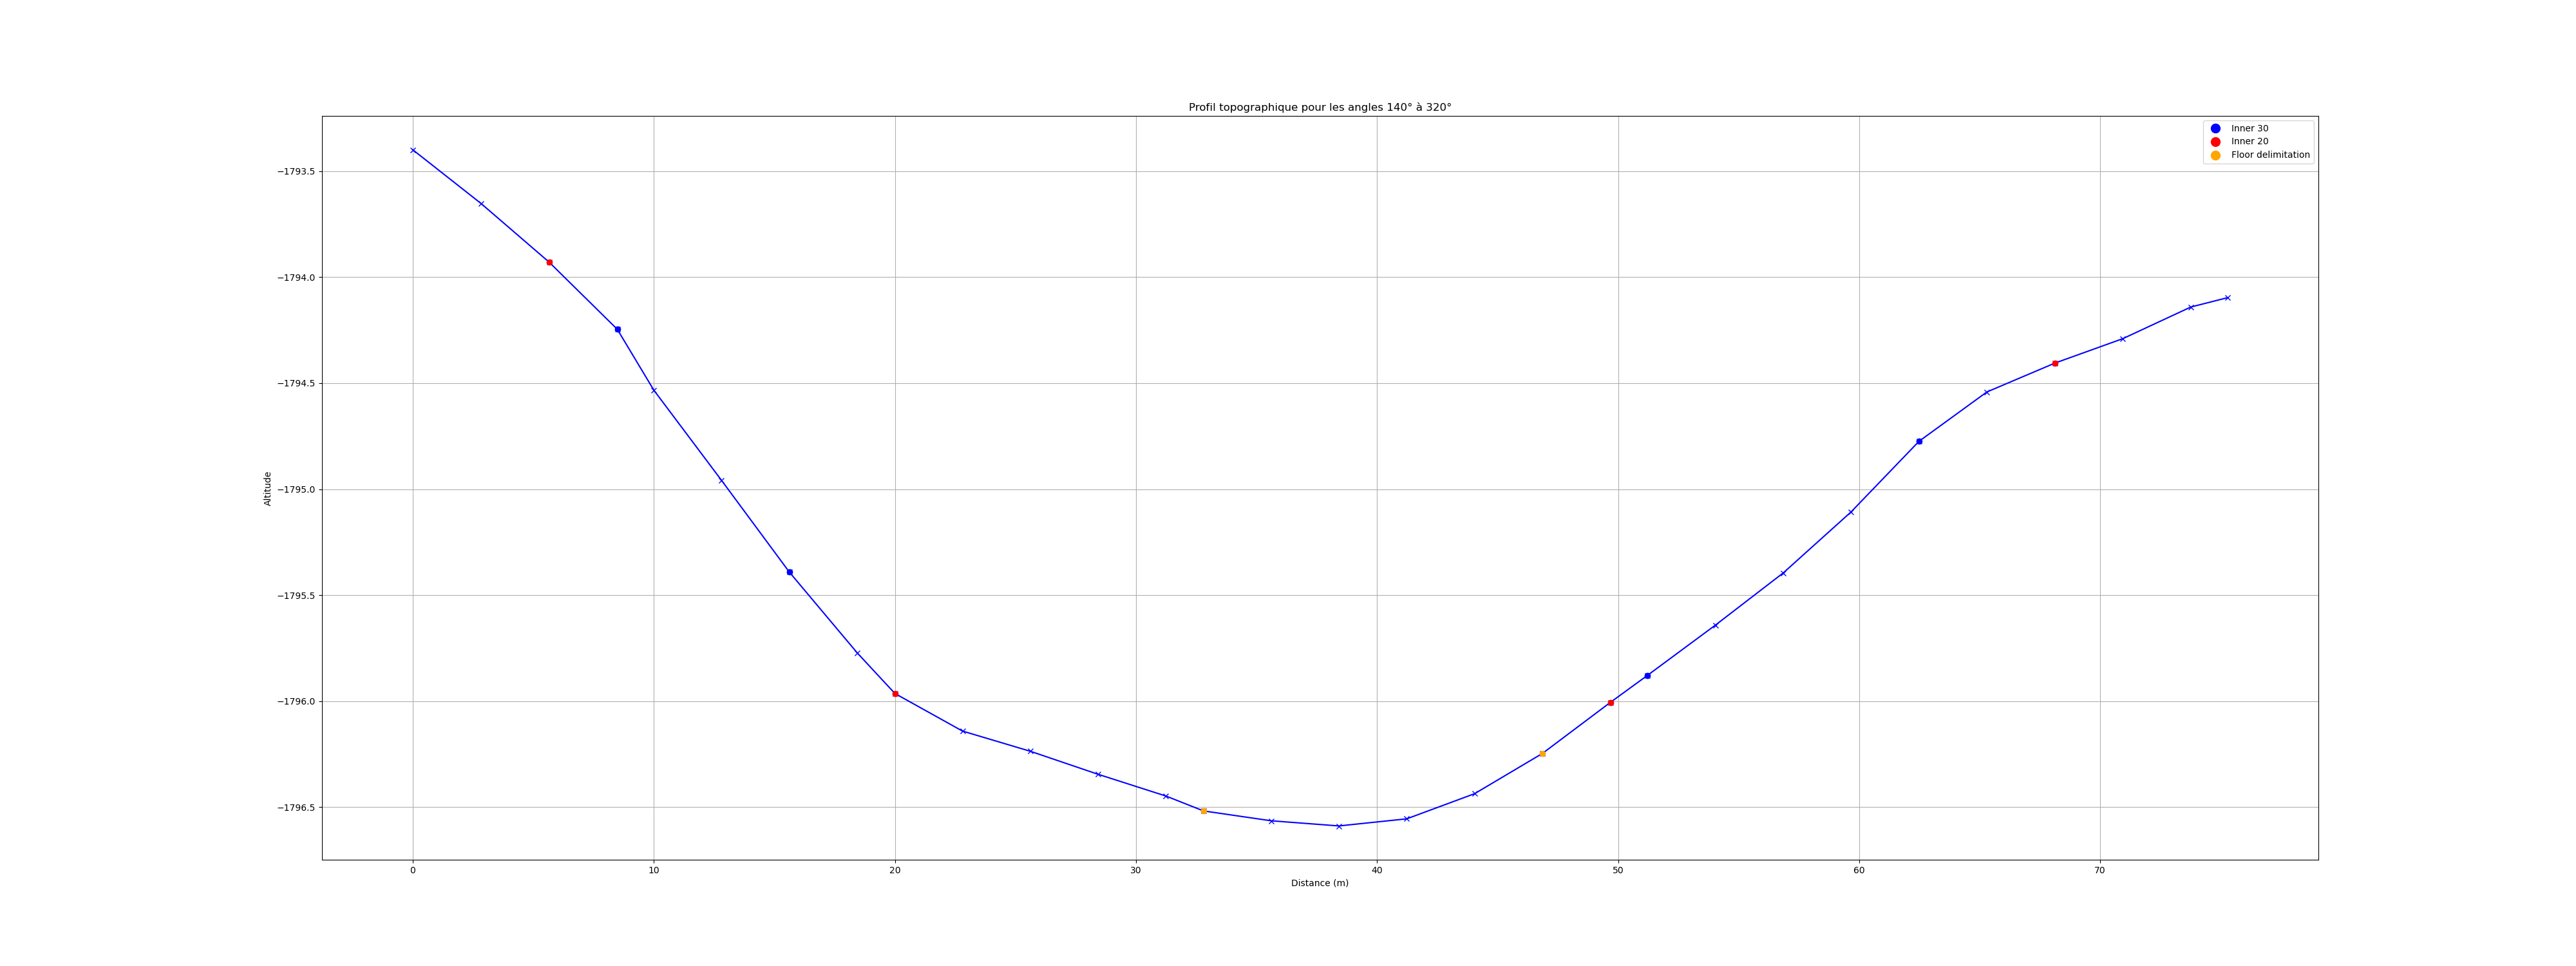 Profil topographique pour les angles 140° à 320°
Inner 30
Inner 20
Floor delimitation
Altitude
−1793.5
−1794.0
−1794.5
−1795.0
−1795.5
−1796.0
−1796.5
0 10 20 30 40 50 60 70
Distance (m)